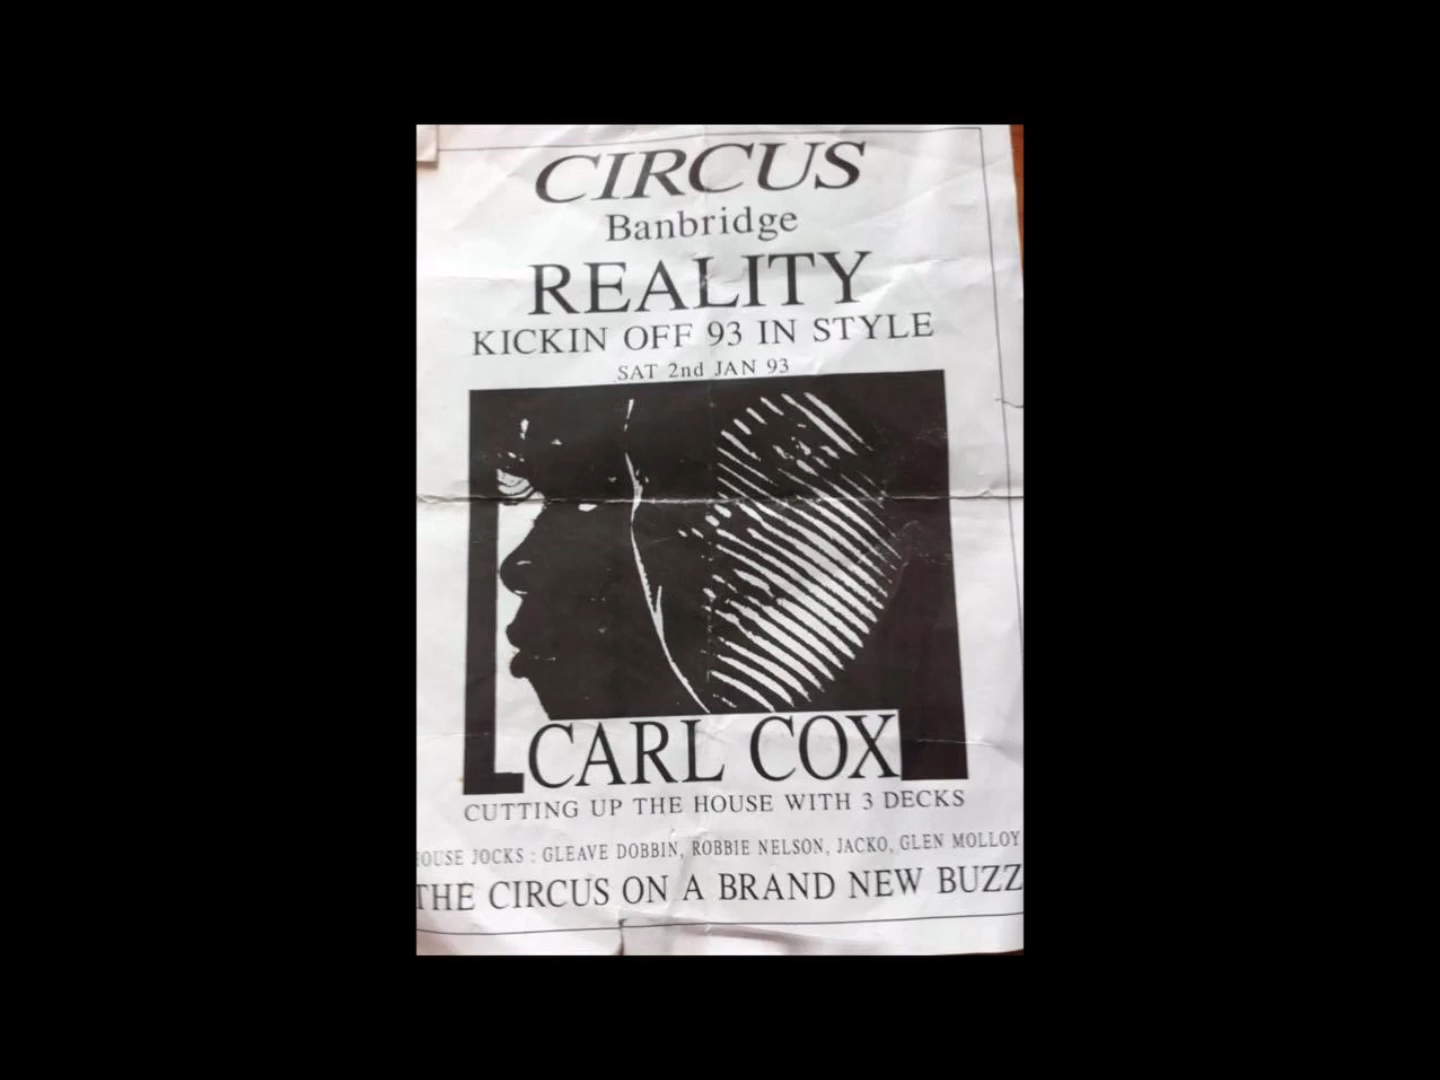 CIRCUS
Banbridge
REALITY
KICKIN OFF 93 IN STYLE
SAT 2nd JAN 93
CARL COX
CUTTING UP THE HOUSE WITH 3 DECKS
OUSE JOCKS : GLEAVE DOBBIN, ROBBIE NELSON, JACKO, GLEN MOLLOY
THE CIRCUS ON A BRAND NEW BUZZ